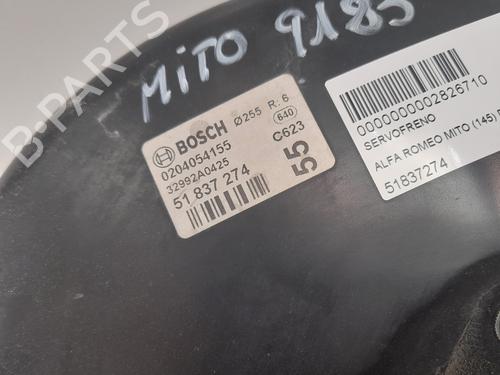 MITO 9185
BOSCH Ø255 R:6
640
0204054155 C623
32992A0425
51 837 274 55
0000000002826710
SERVOFRENO
ALFA ROMEO MITO (145)
51837274
B-PARTS